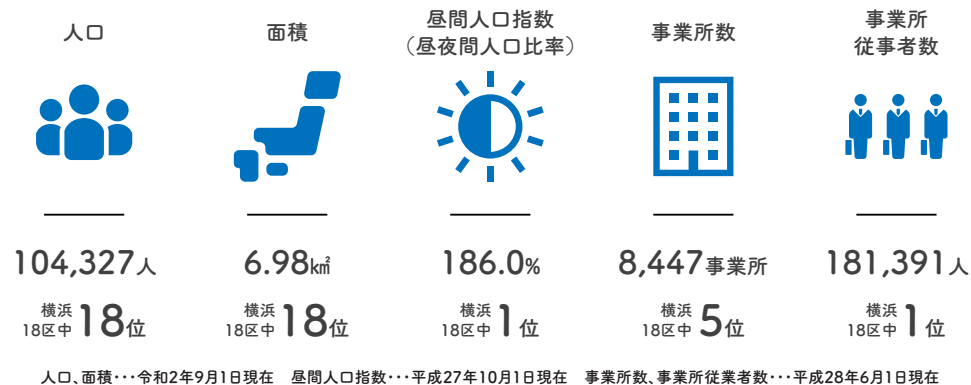 人口
面積
昼間人口指数
（昼夜間人口比率）
事業所数
事業所
従事者数
104,327人
6.98㎢
186.0%
8,447事業所
181,391人
横浜
18区中 18位
横浜
18区中 18位
横浜
18区中 1位
横浜
18区中 5位
横浜
18区中 1位
人口、面積･･･令和2年9月1日現在　昼間人口指数･･･平成27年10月1日現在　事業所数、事業所従業者数･･･平成28年6月1日現在